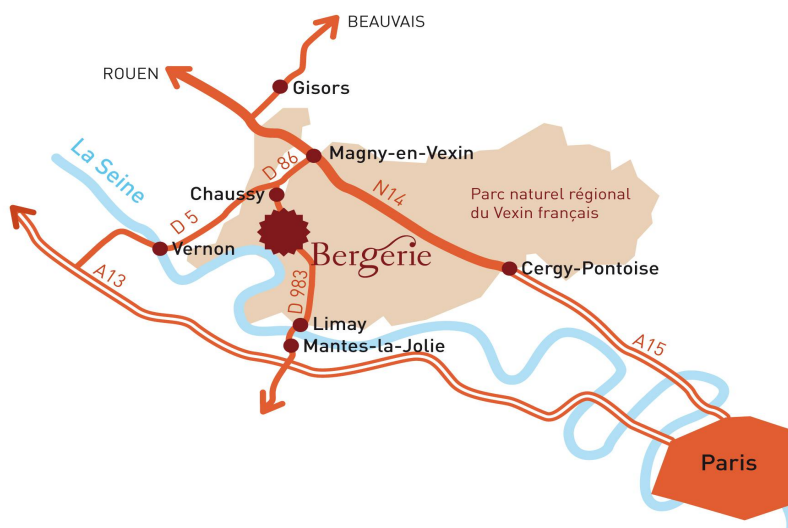 BEAUVAIS
ROUEN
Gisors
La Seine
D 86
Magny-en-Vexin
Chaussy
N14
Parc naturel régional
du Vexin français
D 5
Vernon
Bergerie
Cergy-Pontoise
A13
D 983
Limay
Mantes-la-Jolie
A15
Paris